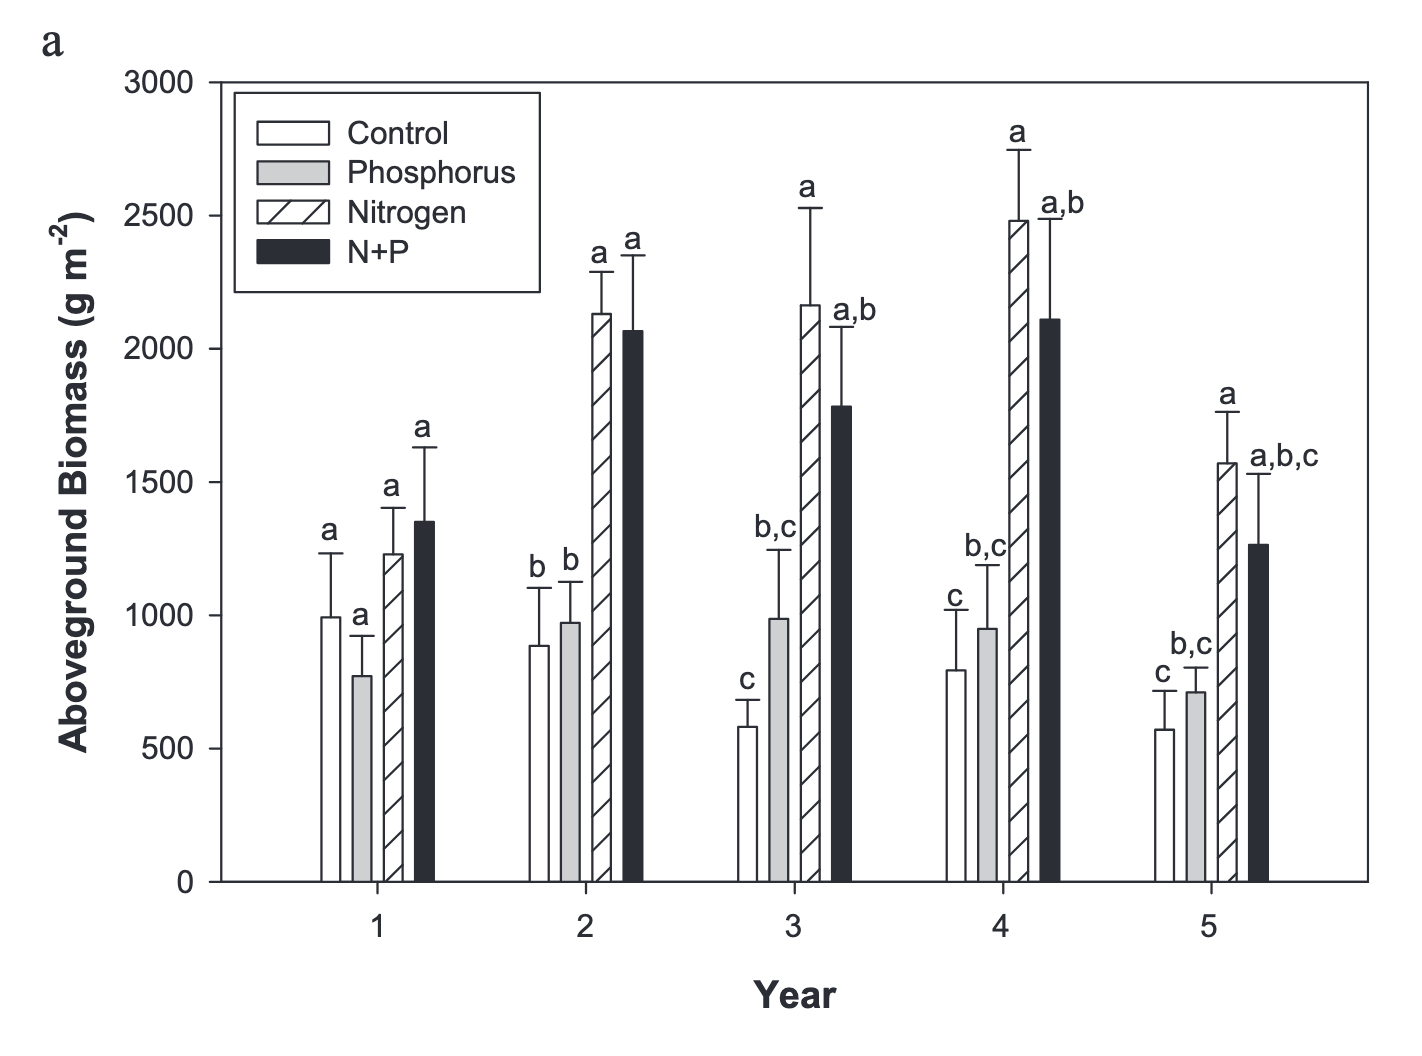 a
3000
2500
2000
1500
1000
500
0
Aboveground Biomass (g m-2)
Control
Phosphorus
Nitrogen
N+P
a
a
a
a
b
b
a
a
c
b,c
a
a,b
c
b,c
a
a,b
c
b,c
a
a,b,c
1
2
3
4
5
Year